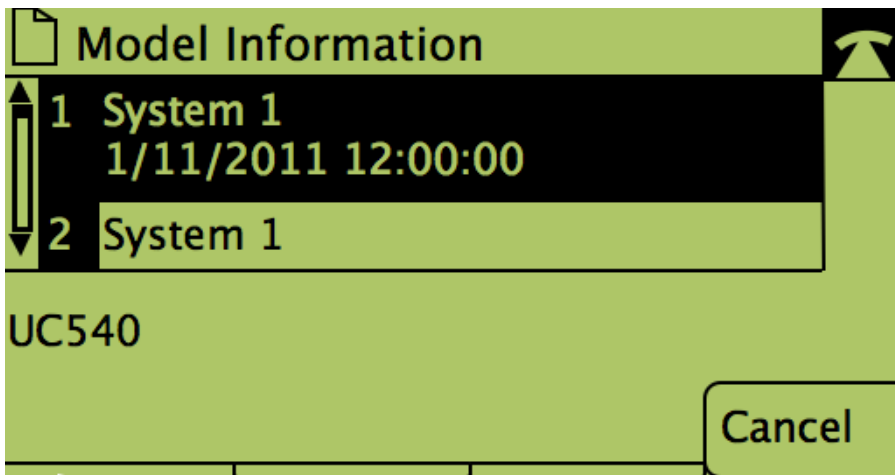 Model Information
1 System 1
1/11/2011 12:00:00
2 System 1
UC540
Cancel